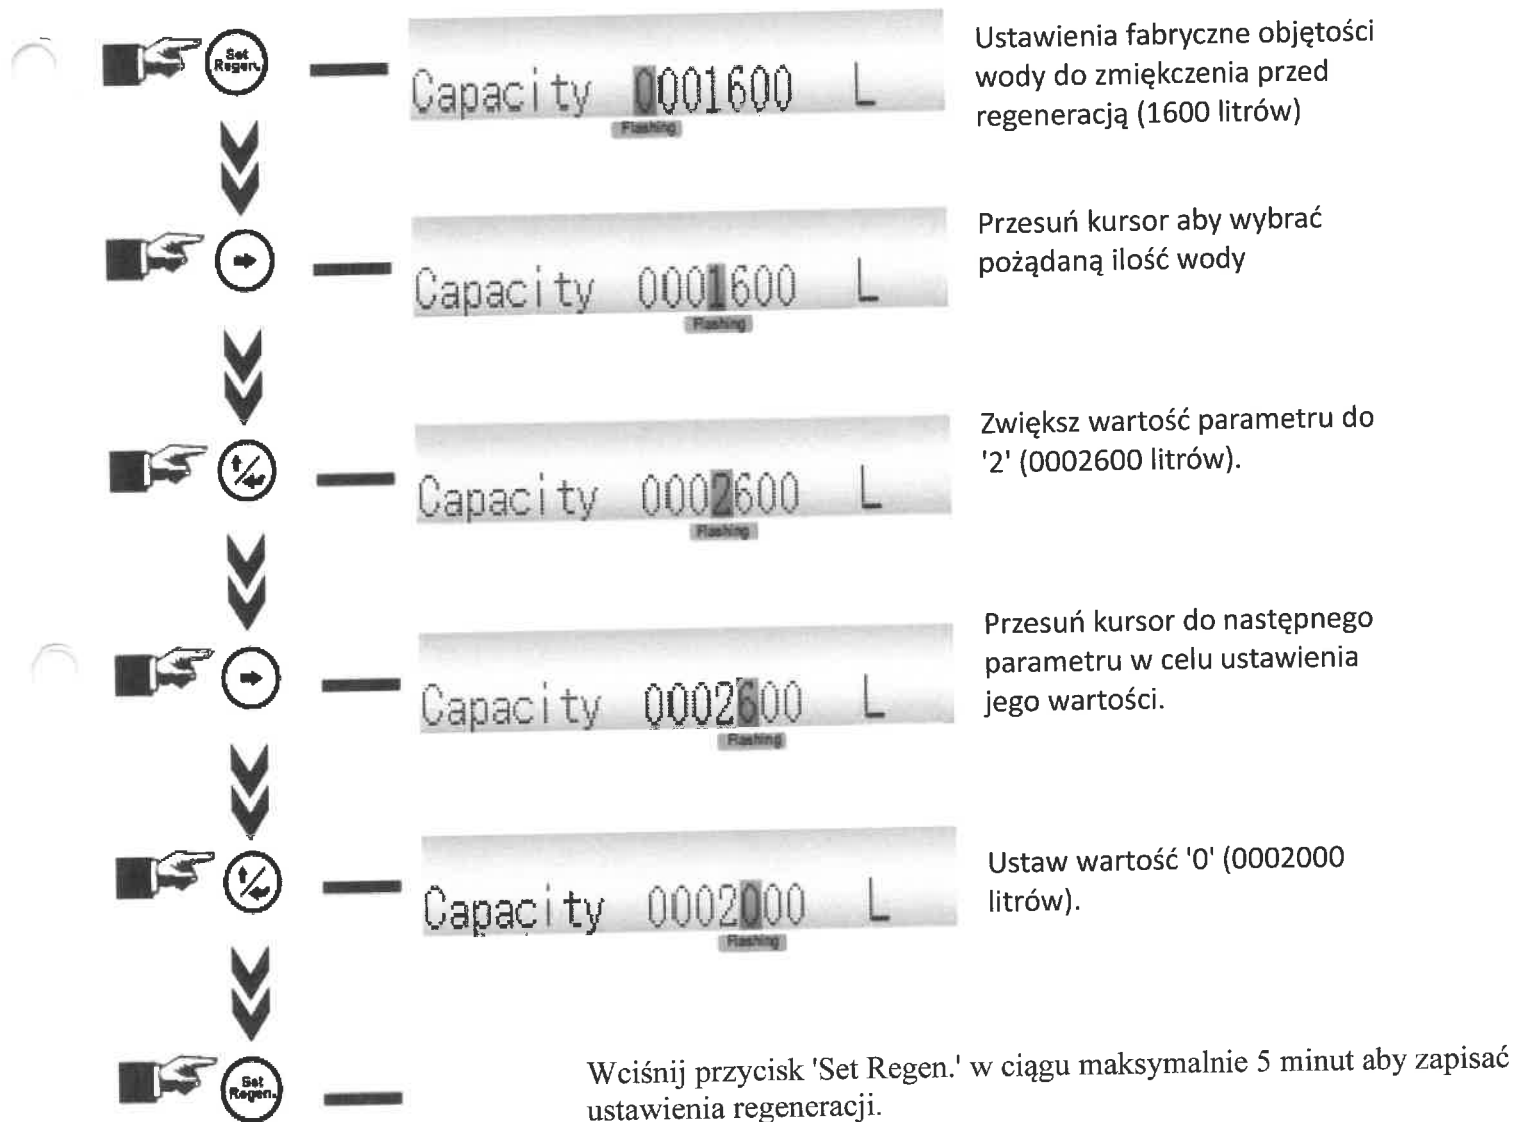 Set
Regen.
Capacity 0001600 L
Flashing
Ustawienia fabryczne objętości
wody do zmiękczenia przed
regeneracją (1600 litrów)
Capacity 0001600 L
Flashing
Przesuń kursor aby wybrać
pożądaną ilość wody
Capacity 0002600 L
Flashing
Zwiększ wartość parametru do
'2' (0002600 litrów).
Capacity 0002600 L
Flashing
Przesuń kursor do następnego
parametru w celu ustawienia
jego wartości.
Capacity 0002000 L
Flashing
Ustaw wartość '0' (0002000
litrów).
Set
Regen.
Wciśnij przycisk 'Set Regen.' w ciągu maksymalnie 5 minut aby zapisać
ustawienia regeneracji.